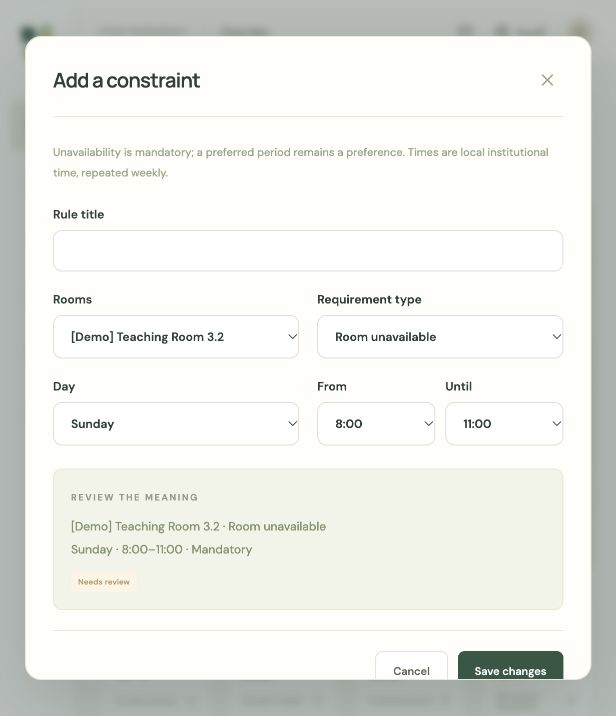 Add a constraint
Unavailability is mandatory; a preferred period remains a preference. Times are local institutional
time, repeated weekly.
Rule title
Rooms
Requirement type
[Demo] Teaching Room 3.2
Room unavailable
Day
From
Until
Sunday
8:00
11:00
REVIEW THE MEANING
[Demo] Teaching Room 3.2 · Room unavailable
Sunday · 8:00–11:00 · Mandatory
Needs review
Cancel
Save changes